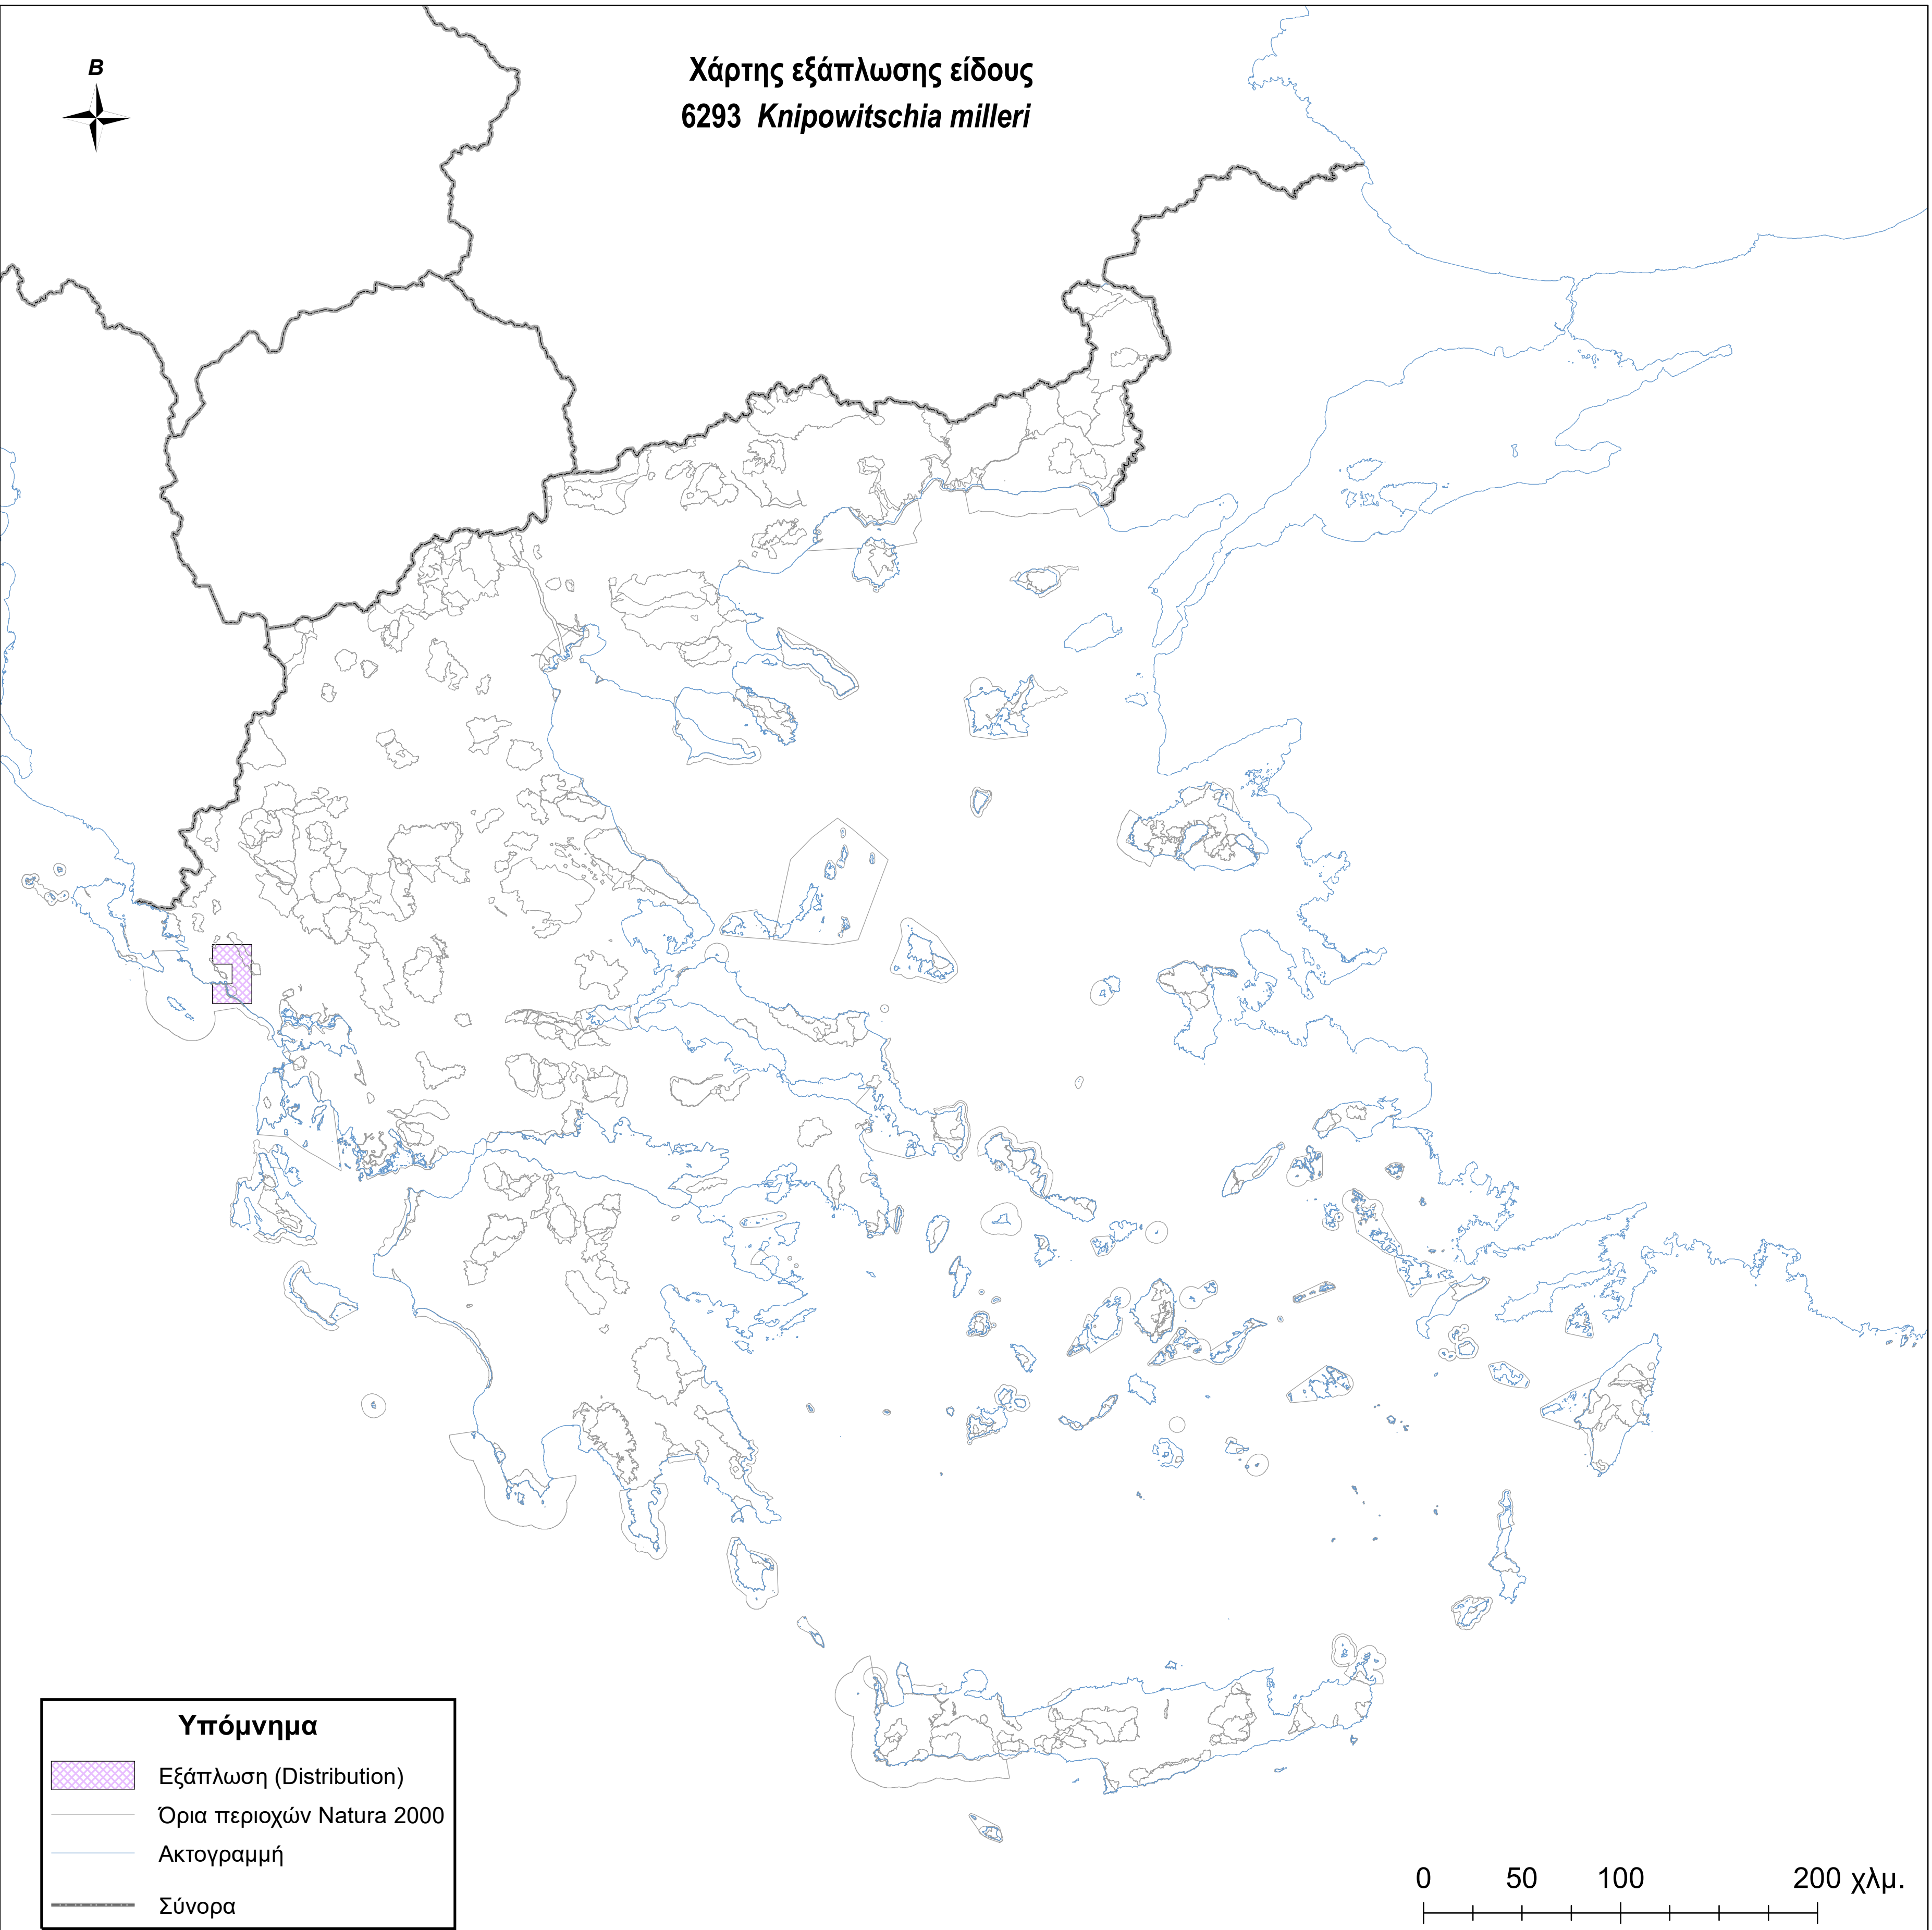 Χάρτης εξάπλωσης είδους
6293 Knipowitschia milleri
Β
Υπόμνημα
Εξάπλωση (Distribution)
Όρια περιοχών Natura 2000
Ακτογραμμή
Σύνορα
0 50 100 200 χλμ.